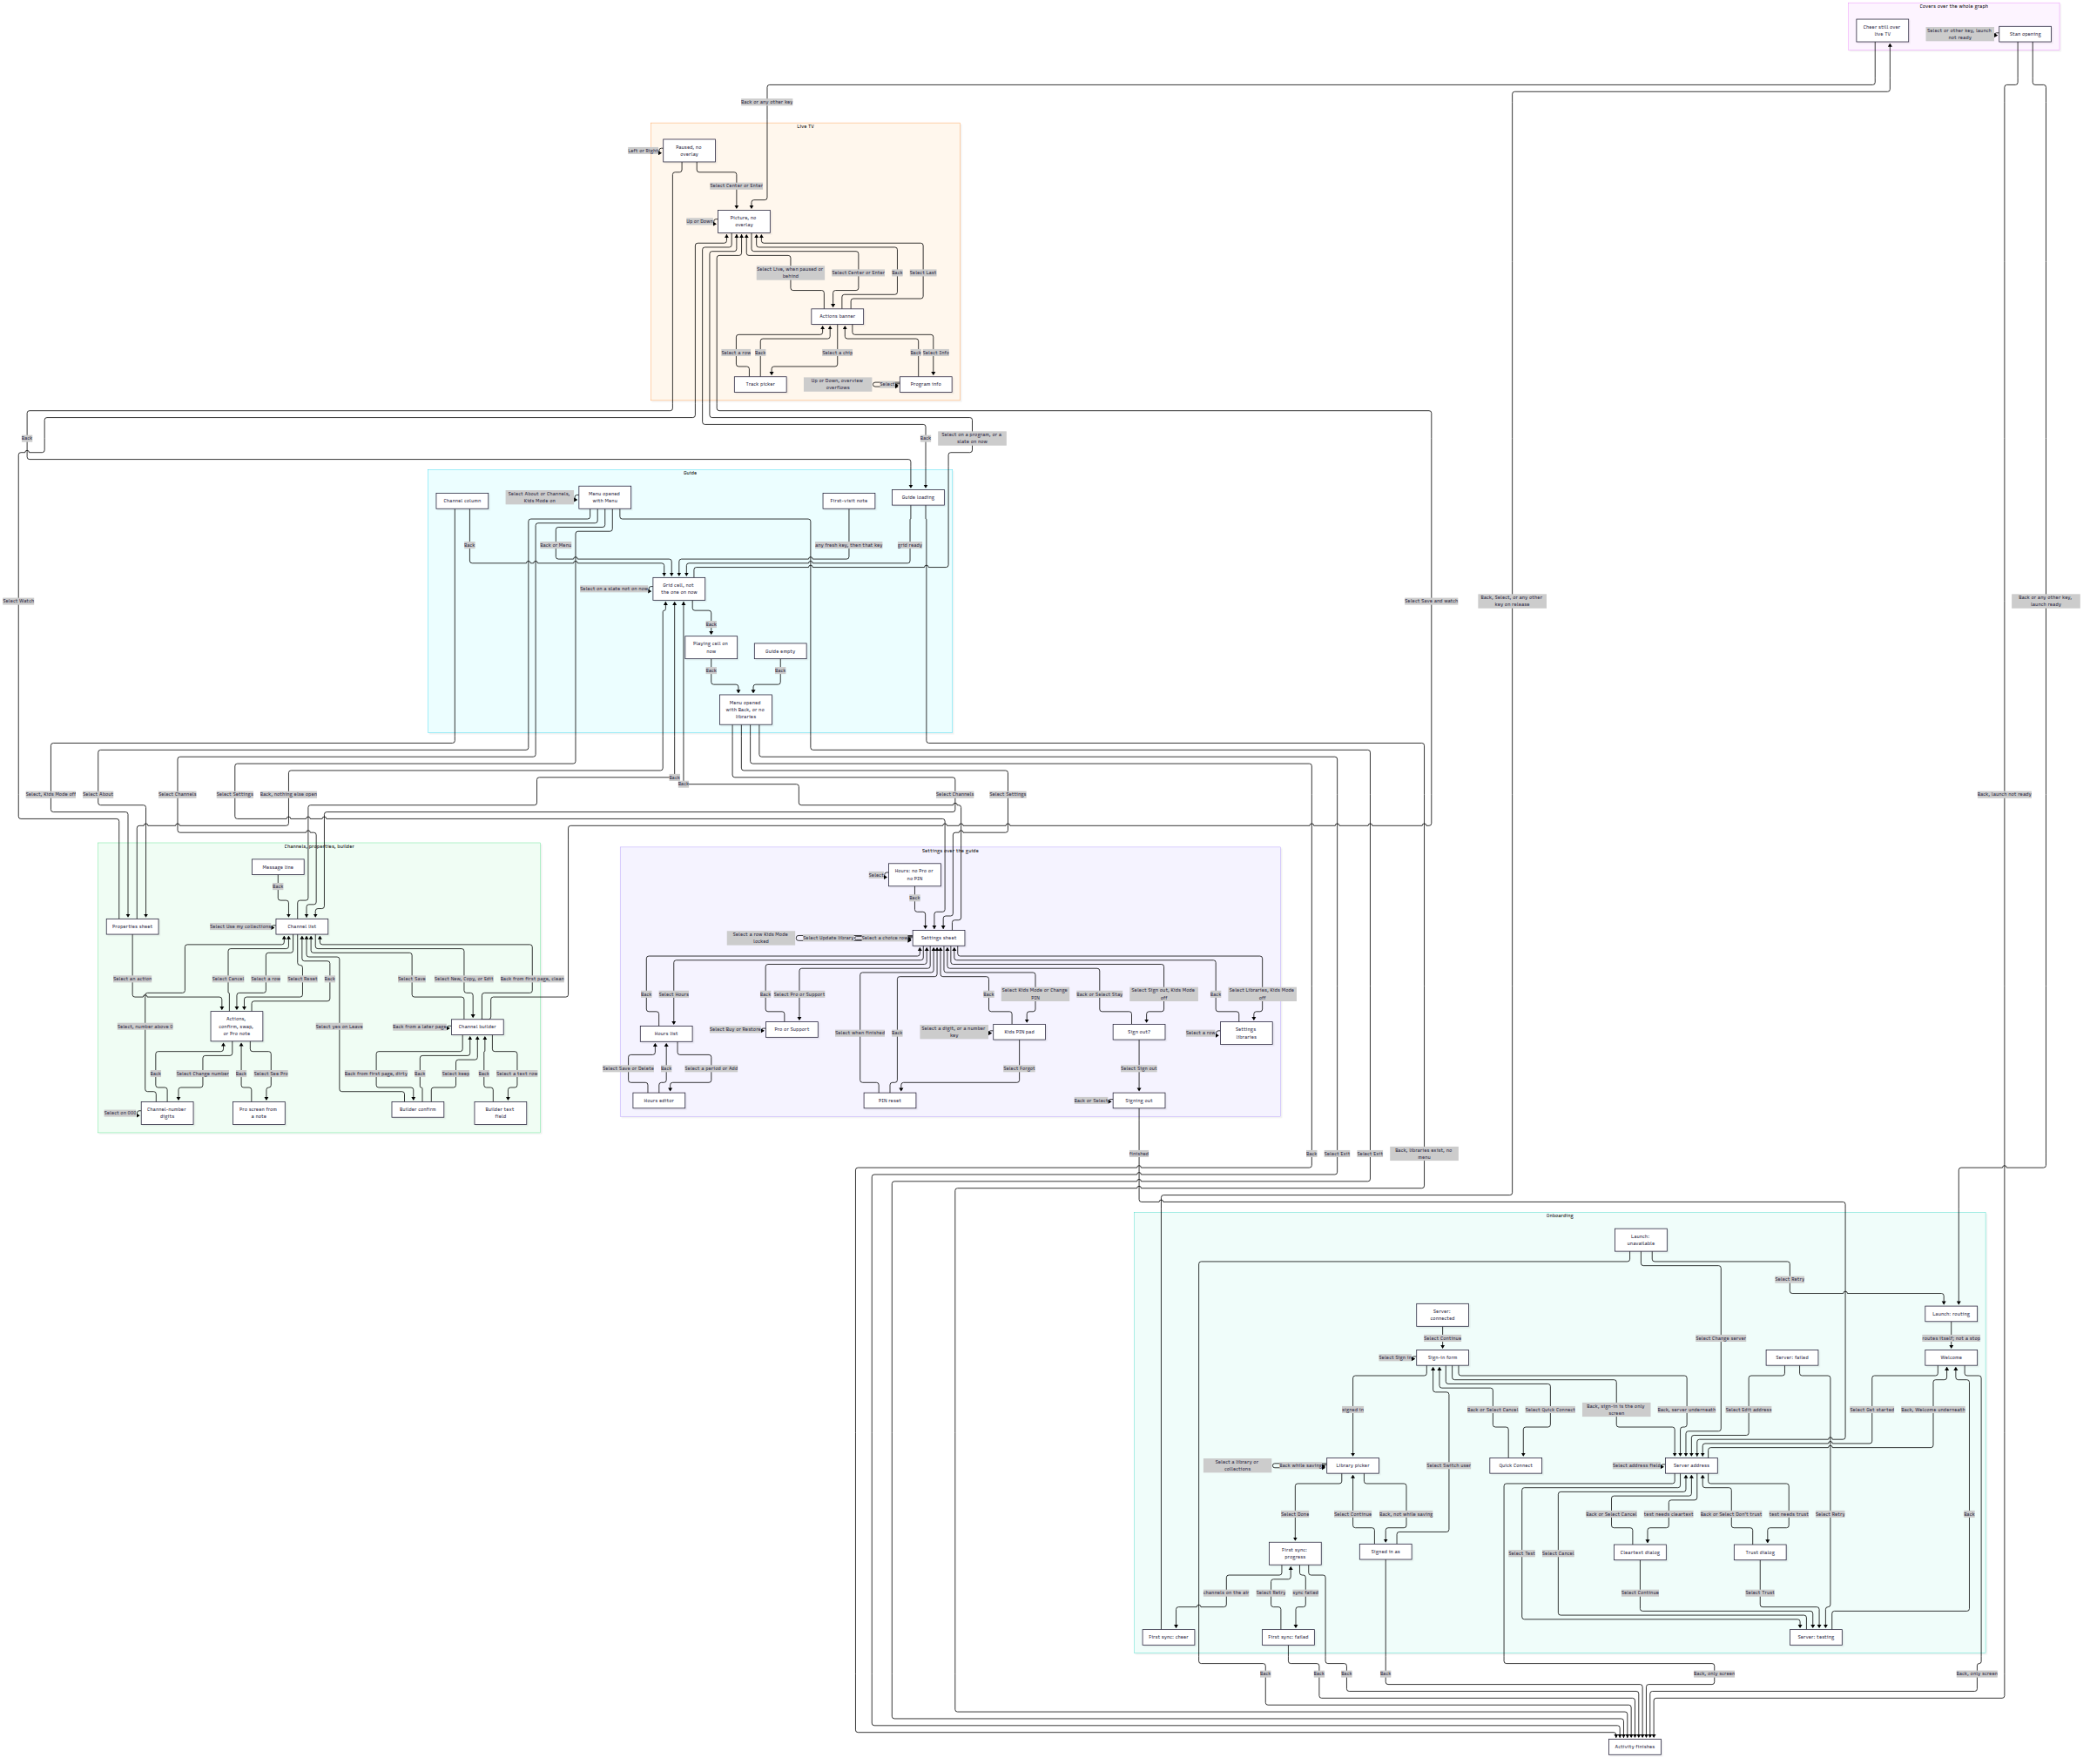 Covers over the whole graph
Cheer still over
live TV
Select or other key, launch
not ready
Stan opening
Back or any other key
Live TV
Paused, no
overlay
Left or Right
Select Center or Enter
Picture, no
overlay
Up or Down
Select Live, when paused or
behind
Select Center or Enter
Back
Select Last
Actions banner
Select a row
Back
Select a chip
Back
Select Info
Track picker
Up or Down, overview
overflows
Select
Program info
Back
Back
Select on a program, or a
slate on now
Guide
Channel column
Select About or Channels,
Kids Mode on
Menu opened
with Menu
First-visit note
Guide loading
Back
Back or Menu
any fresh key, then that key
grid ready
Select on a slate not on now
Grid cell, not
the one on now
Select Watch
Select Save and watch
Back, Select, or any other
key on release
Back or any other key,
launch ready
Back
Playing cell on
now
Guide empty
Back
Back
Menu opened
with Back, or no
libraries
Back
Back
Select, Kids Mode off
Select About
Select Channels
Select Settings
Back, nothing else open
Select Channels
Select Settings
Back, launch not ready
Channels, properties, builder
Message line
Back
Properties sheet
Select Use my collections
Channel list
Select an action
Select Cancel
Select a row
Select Reset
Back
Select Save
Select New, Copy, or Edit
Back from first page, clean
Select, number above 0
Actions,
confirm, swap,
or Pro note
Select yes on Leave
Back from a later page
Channel builder
Back
Select Change number
Back
Select See Pro
Back from first page, dirty
Back
Select keep
Back
Select a text row
Select on 000
Channel-number
digits
Pro screen from
a note
Builder confirm
Builder text
field
Settings over the guide
Hours: no Pro or
no PIN
Select
Back
Select a row Kids Mode
locked
Select Update library
Select a choice row
Settings sheet
Back
Select Hours
Back
Select Pro or Support
Back
Select Kids Mode or Change
PIN
Back or Select Stay
Select Sign out, Kids Mode
off
Back
Select Libraries, Kids Mode
off
Hours list
Select Buy or Restore
Pro or Support
Select when finished
Back
Select a digit, or a number
key
Kids PIN pad
Sign out?
Select a row
Settings
libraries
Select Save or Delete
Back
Select a period or Add
Select Forgot
Select Sign out
Hours editor
PIN reset
Back or Select
Signing out
finished
Back
Select Exit
Select Exit
Back, libraries exist, no
menu
Onboarding
Launch:
unavailable
Select Retry
Server:
connected
Launch: routing
Select Continue
Select Change server
routes itself, not a stop
Select Sign in
Sign-in form
Server: failed
Welcome
signed in
Back or Select Cancel
Select Quick Connect
Back, sign-in is the only
screen
Back, server underneath
Select Edit address
Select Get started
Back, Welcome underneath
Select a library or
collections
Back while saving
Library picker
Select Switch user
Quick Connect
Select address field
Server address
Select Done
Select Continue
Back, not while saving
Back or Select Cancel
test needs cleartext
Back or Select Don't trust
test needs trust
Select Retry
Back
First sync:
progress
Signed in as
Select Test
Select Cancel
Cleartext dialog
Trust dialog
channels on the air
Select Retry
sync failed
Select Continue
Select Trust
First sync: cheer
First sync: failed
Server: testing
Back
Back
Back
Back
Back, only screen
Back, only screen
Activity finishes